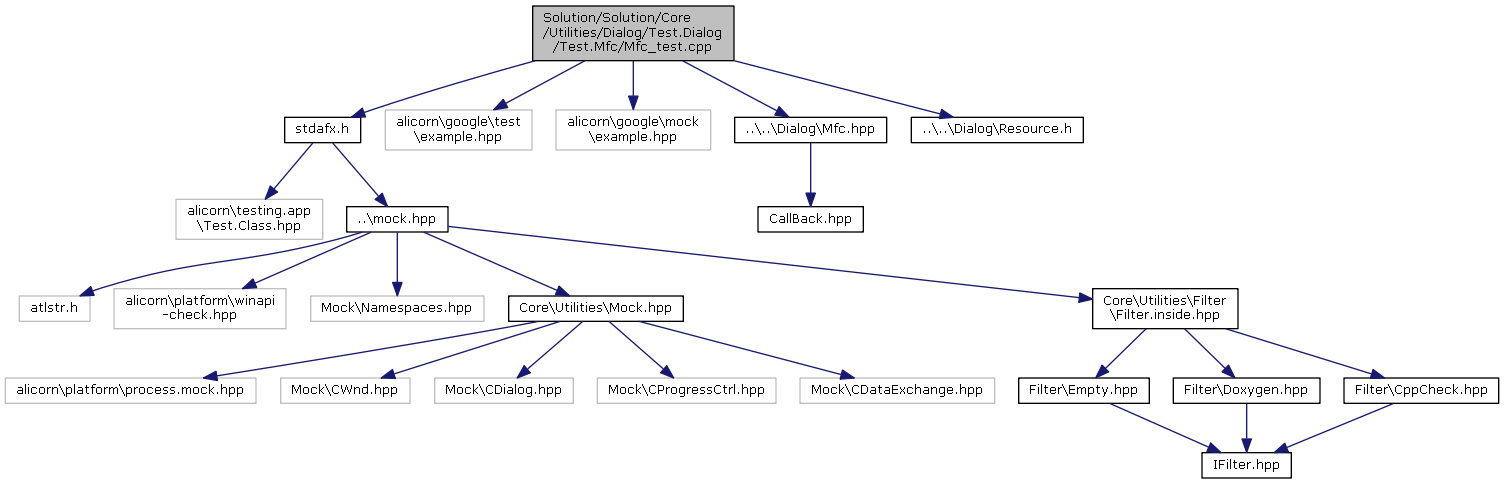 Solution/Solution/Core
/Utilities/Dialog/Test.Dialog
/Test.Mfc/Mfc_test.cpp
stdafx.h
alicorn\google\test
\example.hpp
alicorn\google\mock
\example.hpp
..\..\Dialog\Mfc.hpp
..\..\Dialog\Resource.h
alicorn\testing.app
\Test.Class.hpp
..\mock.hpp
CallBack.hpp
atlstr.h
alicorn\platform\winapi
-check.hpp
Mock\Namespaces.hpp
Core\Utilities\Mock.hpp
Core\Utilities\Filter
\Filter.inside.hpp
alicorn\platform\process.mock.hpp
Mock\CWnd.hpp
Mock\CDialog.hpp
Mock\CProgressCtrl.hpp
Mock\CDataExchange.hpp
Filter\Empty.hpp
Filter\Doxygen.hpp
Filter\CppCheck.hpp
IFilter.hpp